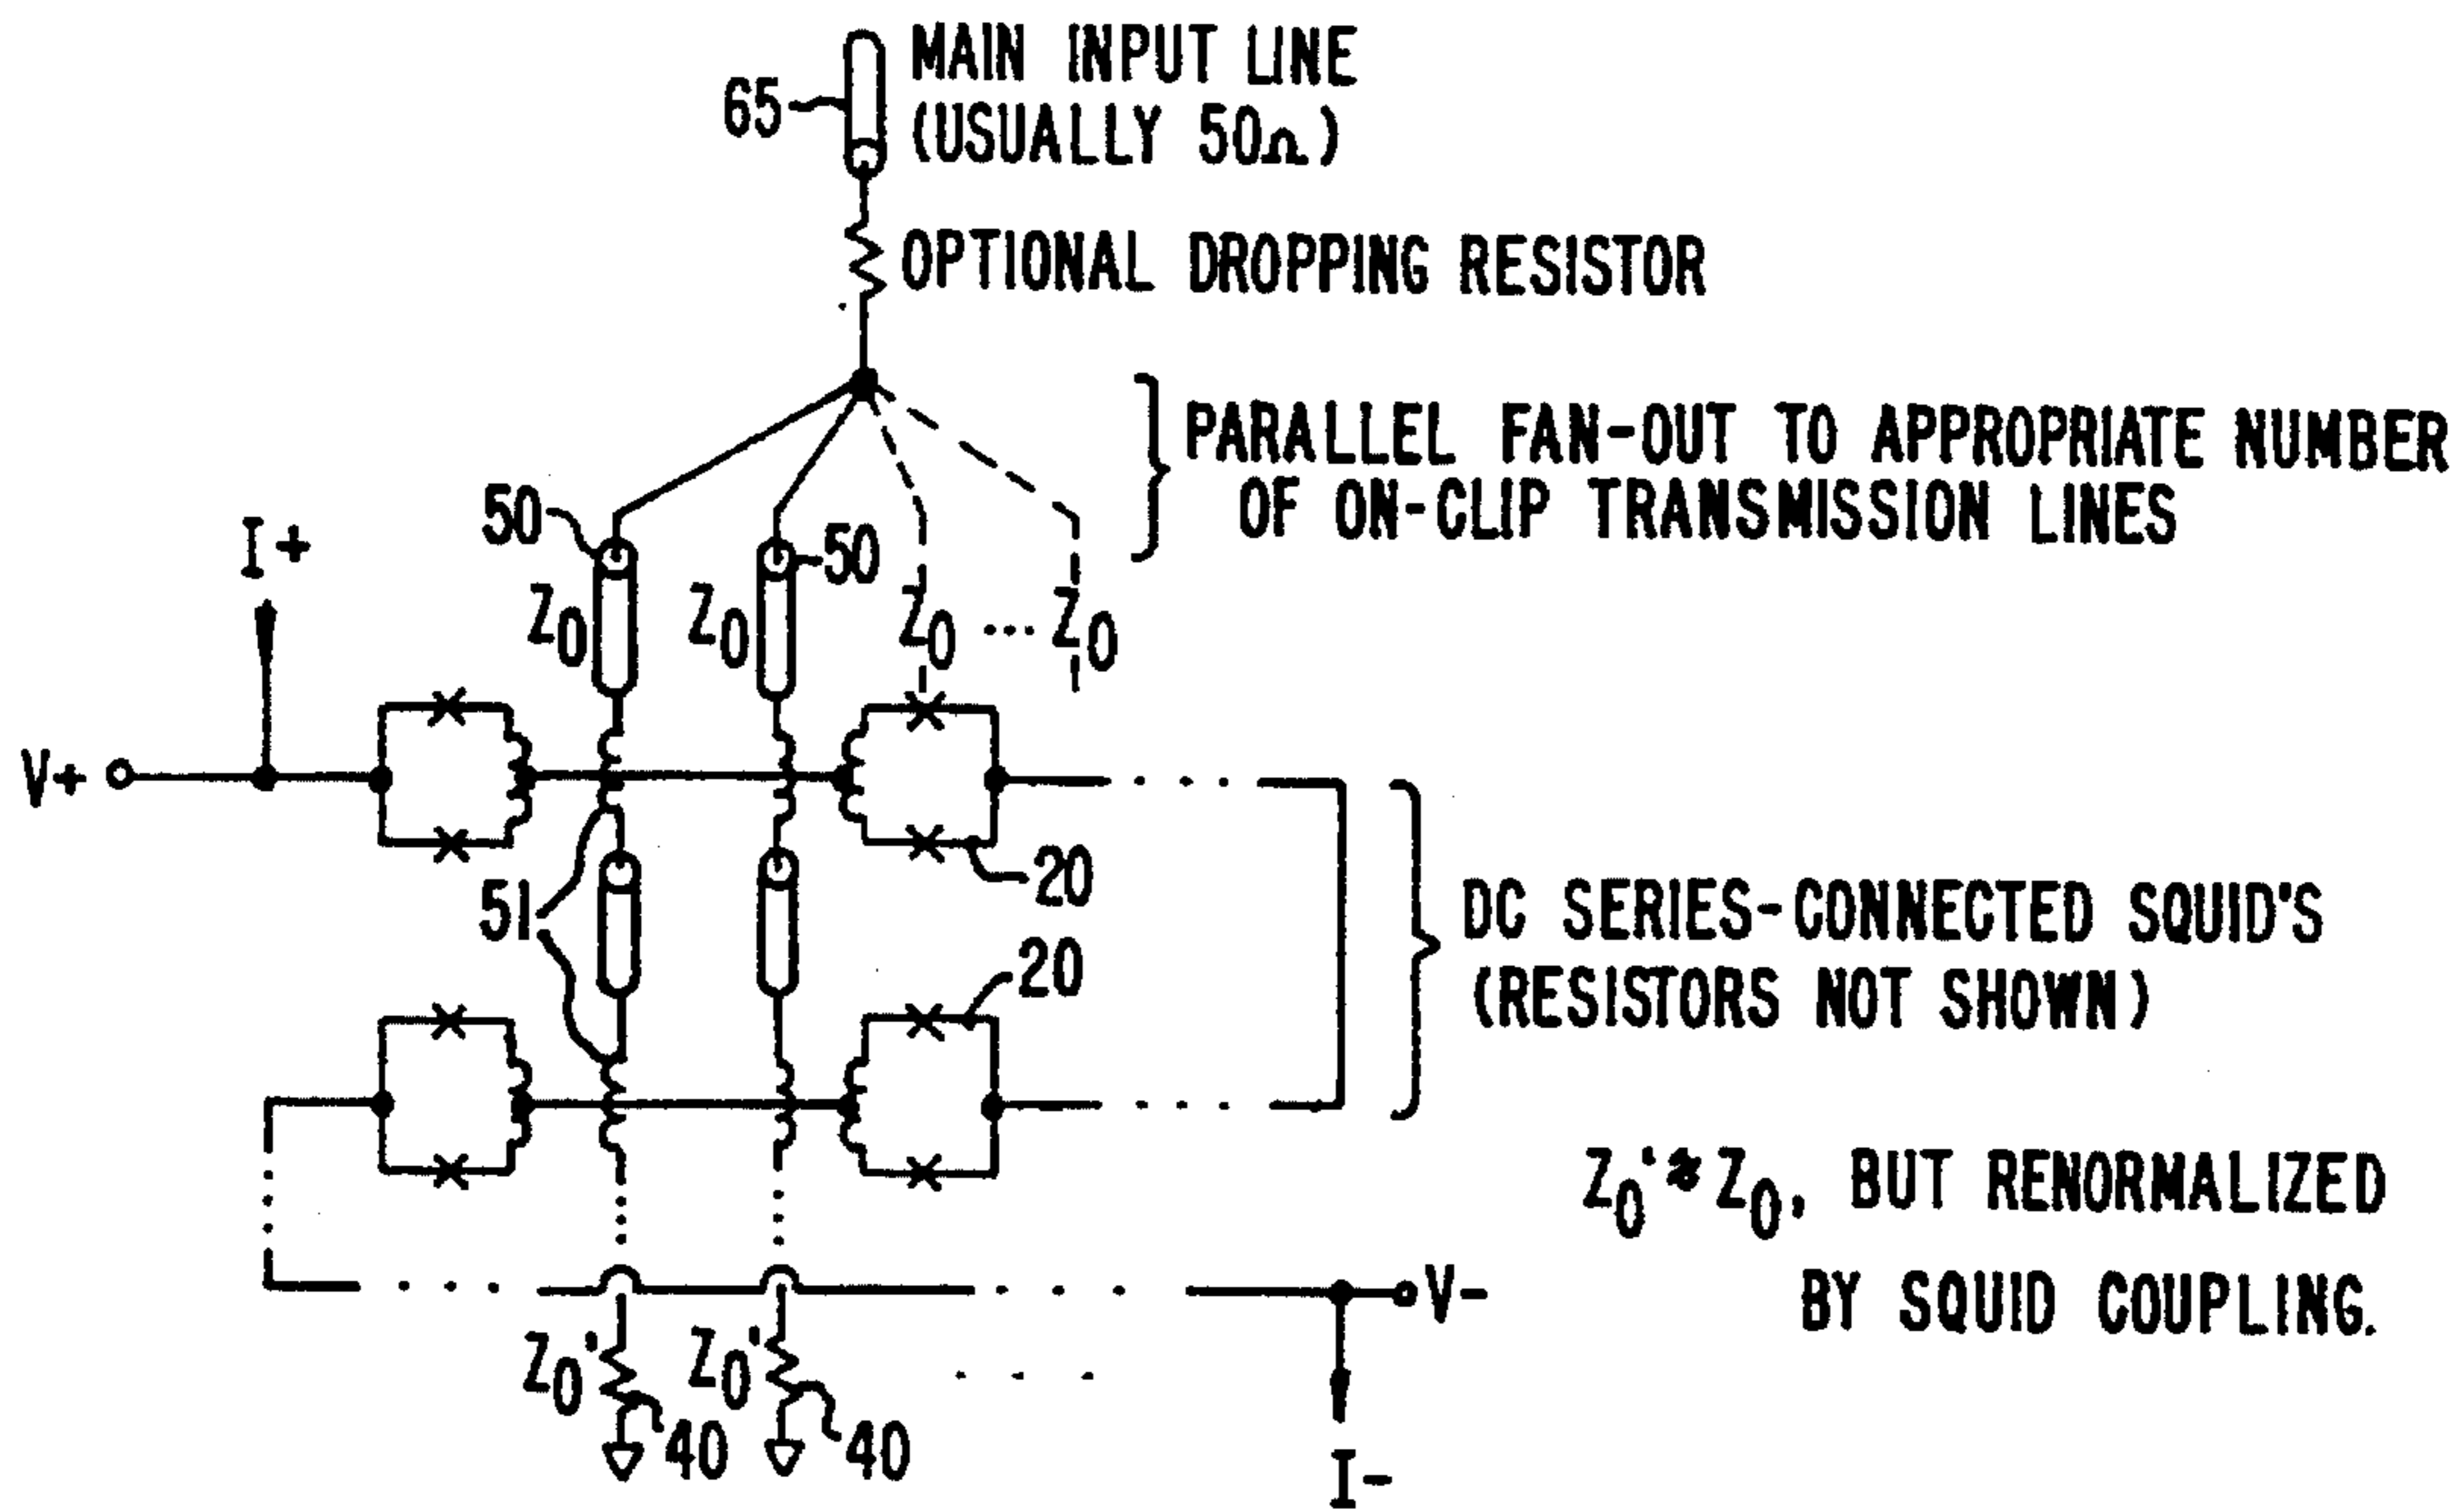 MAIN INPUT LINE
(USUALLY 50Ω)
65
OPTIONAL DROPPING RESISTOR
PARALLEL FAN-OUT TO APPROPRIATE NUMBER
OF ON-CLIP TRANSMISSION LINES
50
50
I+
Z0
Z0
Z0 ... Z0
V+
20
51
20
DC SERIES-CONNECTED SQUID'S
(RESISTORS NOT SHOWN)
Z0' ≈ Z0, BUT RENORMALIZED
BY SQUID COUPLING.
V-
Z0'
Z0'
40
40
I-